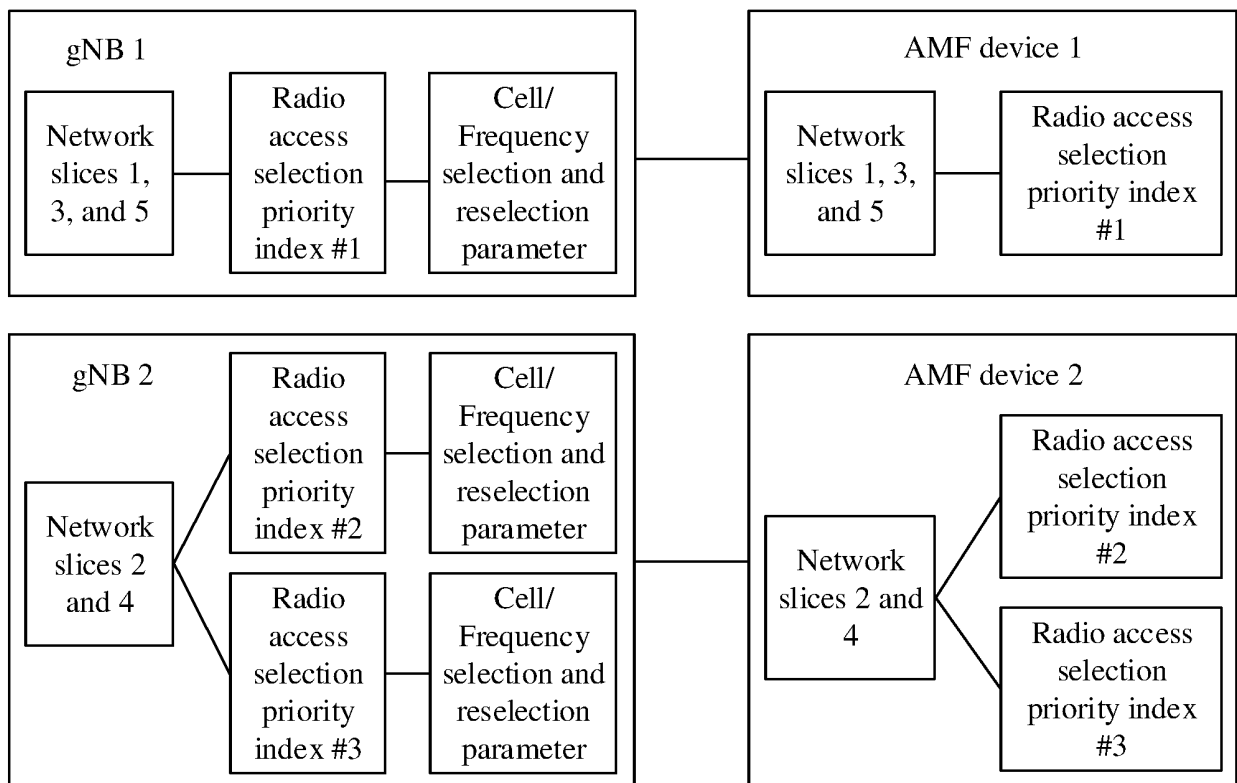 gNB 1
Network
slices 1,
3, and 5
Radio
access
selection
priority
index #1
Cell/
Frequency
selection and
reselection
parameter
AMF device 1
Network
slices 1, 3,
and 5
Radio access
selection
priority index
#1
gNB 2
Network
slices 2
and 4
Radio
access
selection
priority
index #2
Cell/
Frequency
selection and
reselection
parameter
Radio
access
selection
priority
index #3
Cell/
Frequency
selection and
reselection
parameter
AMF device 2
Network
slices 2 and
4
Radio access
selection
priority index
#2
Radio access
selection
priority index
#3